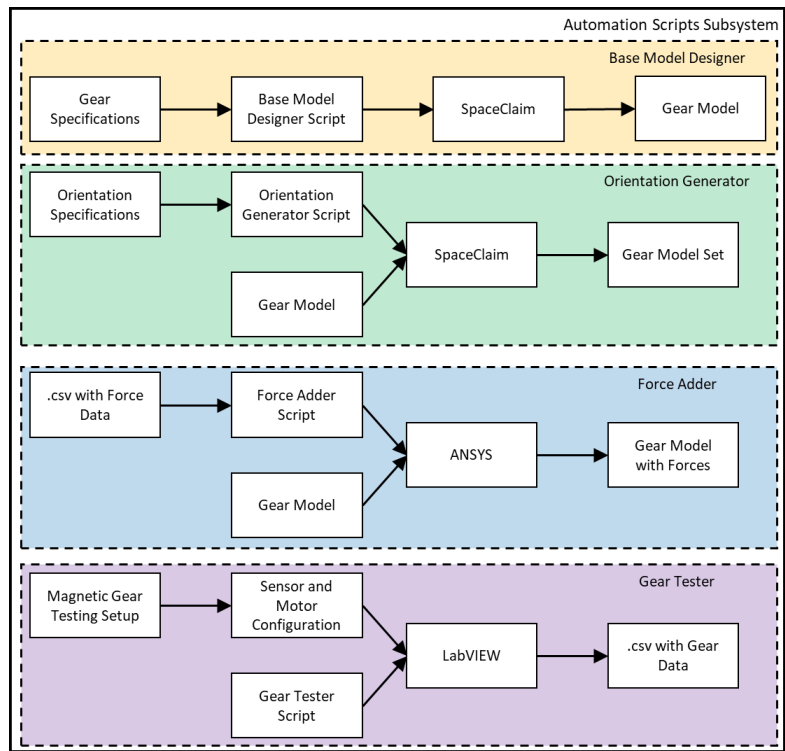 Automation Scripts Subsystem
Base Model Designer
Gear
Specifications
Base Model
Designer Script
SpaceClaim
Gear Model
Orientation Generator
Orientation
Specifications
Orientation
Generator Script
SpaceClaim
Gear Model Set
Gear Model
Force Adder
.csv with Force
Data
Force Adder
Script
ANSYS
Gear Model
with Forces
Gear Model
Gear Tester
Magnetic Gear
Testing Setup
Sensor and
Motor
Configuration
LabVIEW
.csv with Gear
Data
Gear Tester
Script